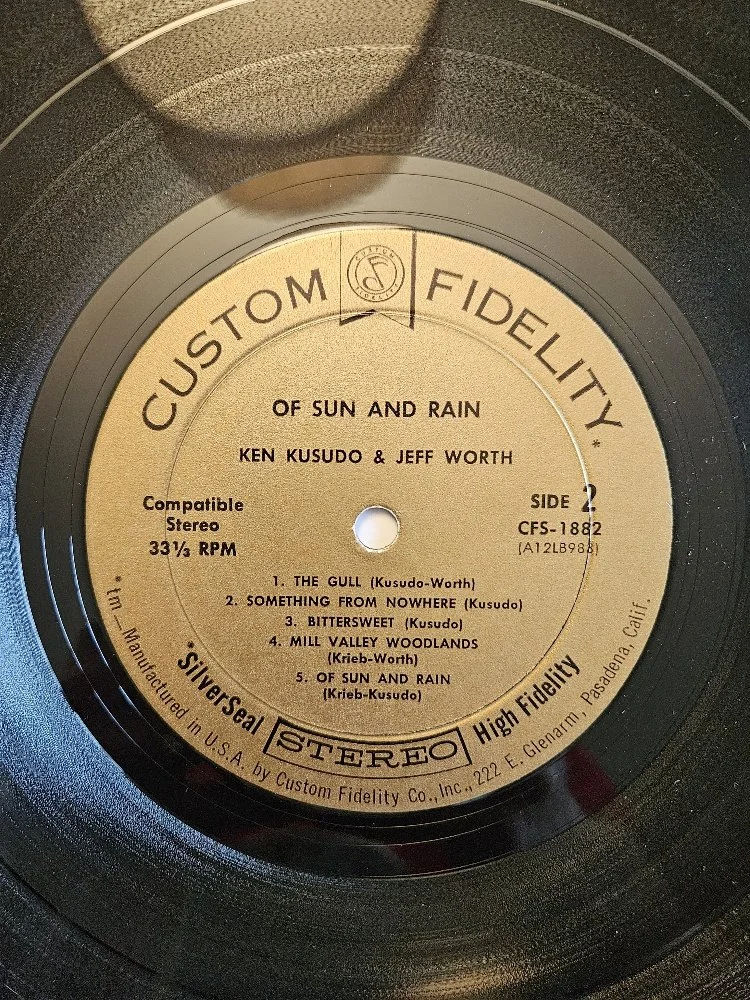 CUSTOM FIDELITY*
CUSTOM FIDELITY
OF SUN AND RAIN
KEN KUSUDO & JEFF WORTH
Compatible
Stereo
33⅓ RPM
SIDE 2
CFS-1882
(A12LB988)
1. THE GULL (Kusudo-Worth)
2. SOMETHING FROM NOWHERE (Kusudo)
3. BITTERSWEET (Kusudo)
4. MILL VALLEY WOODLANDS
(Krieb-Worth)
5. OF SUN AND RAIN
(Krieb-Kusudo)
*SilverSeal STEREO High Fidelity
*tm — Manufactured in U.S.A. by Custom Fidelity Co., Inc., 222 E. Glenarm, Pasadena, Calif.